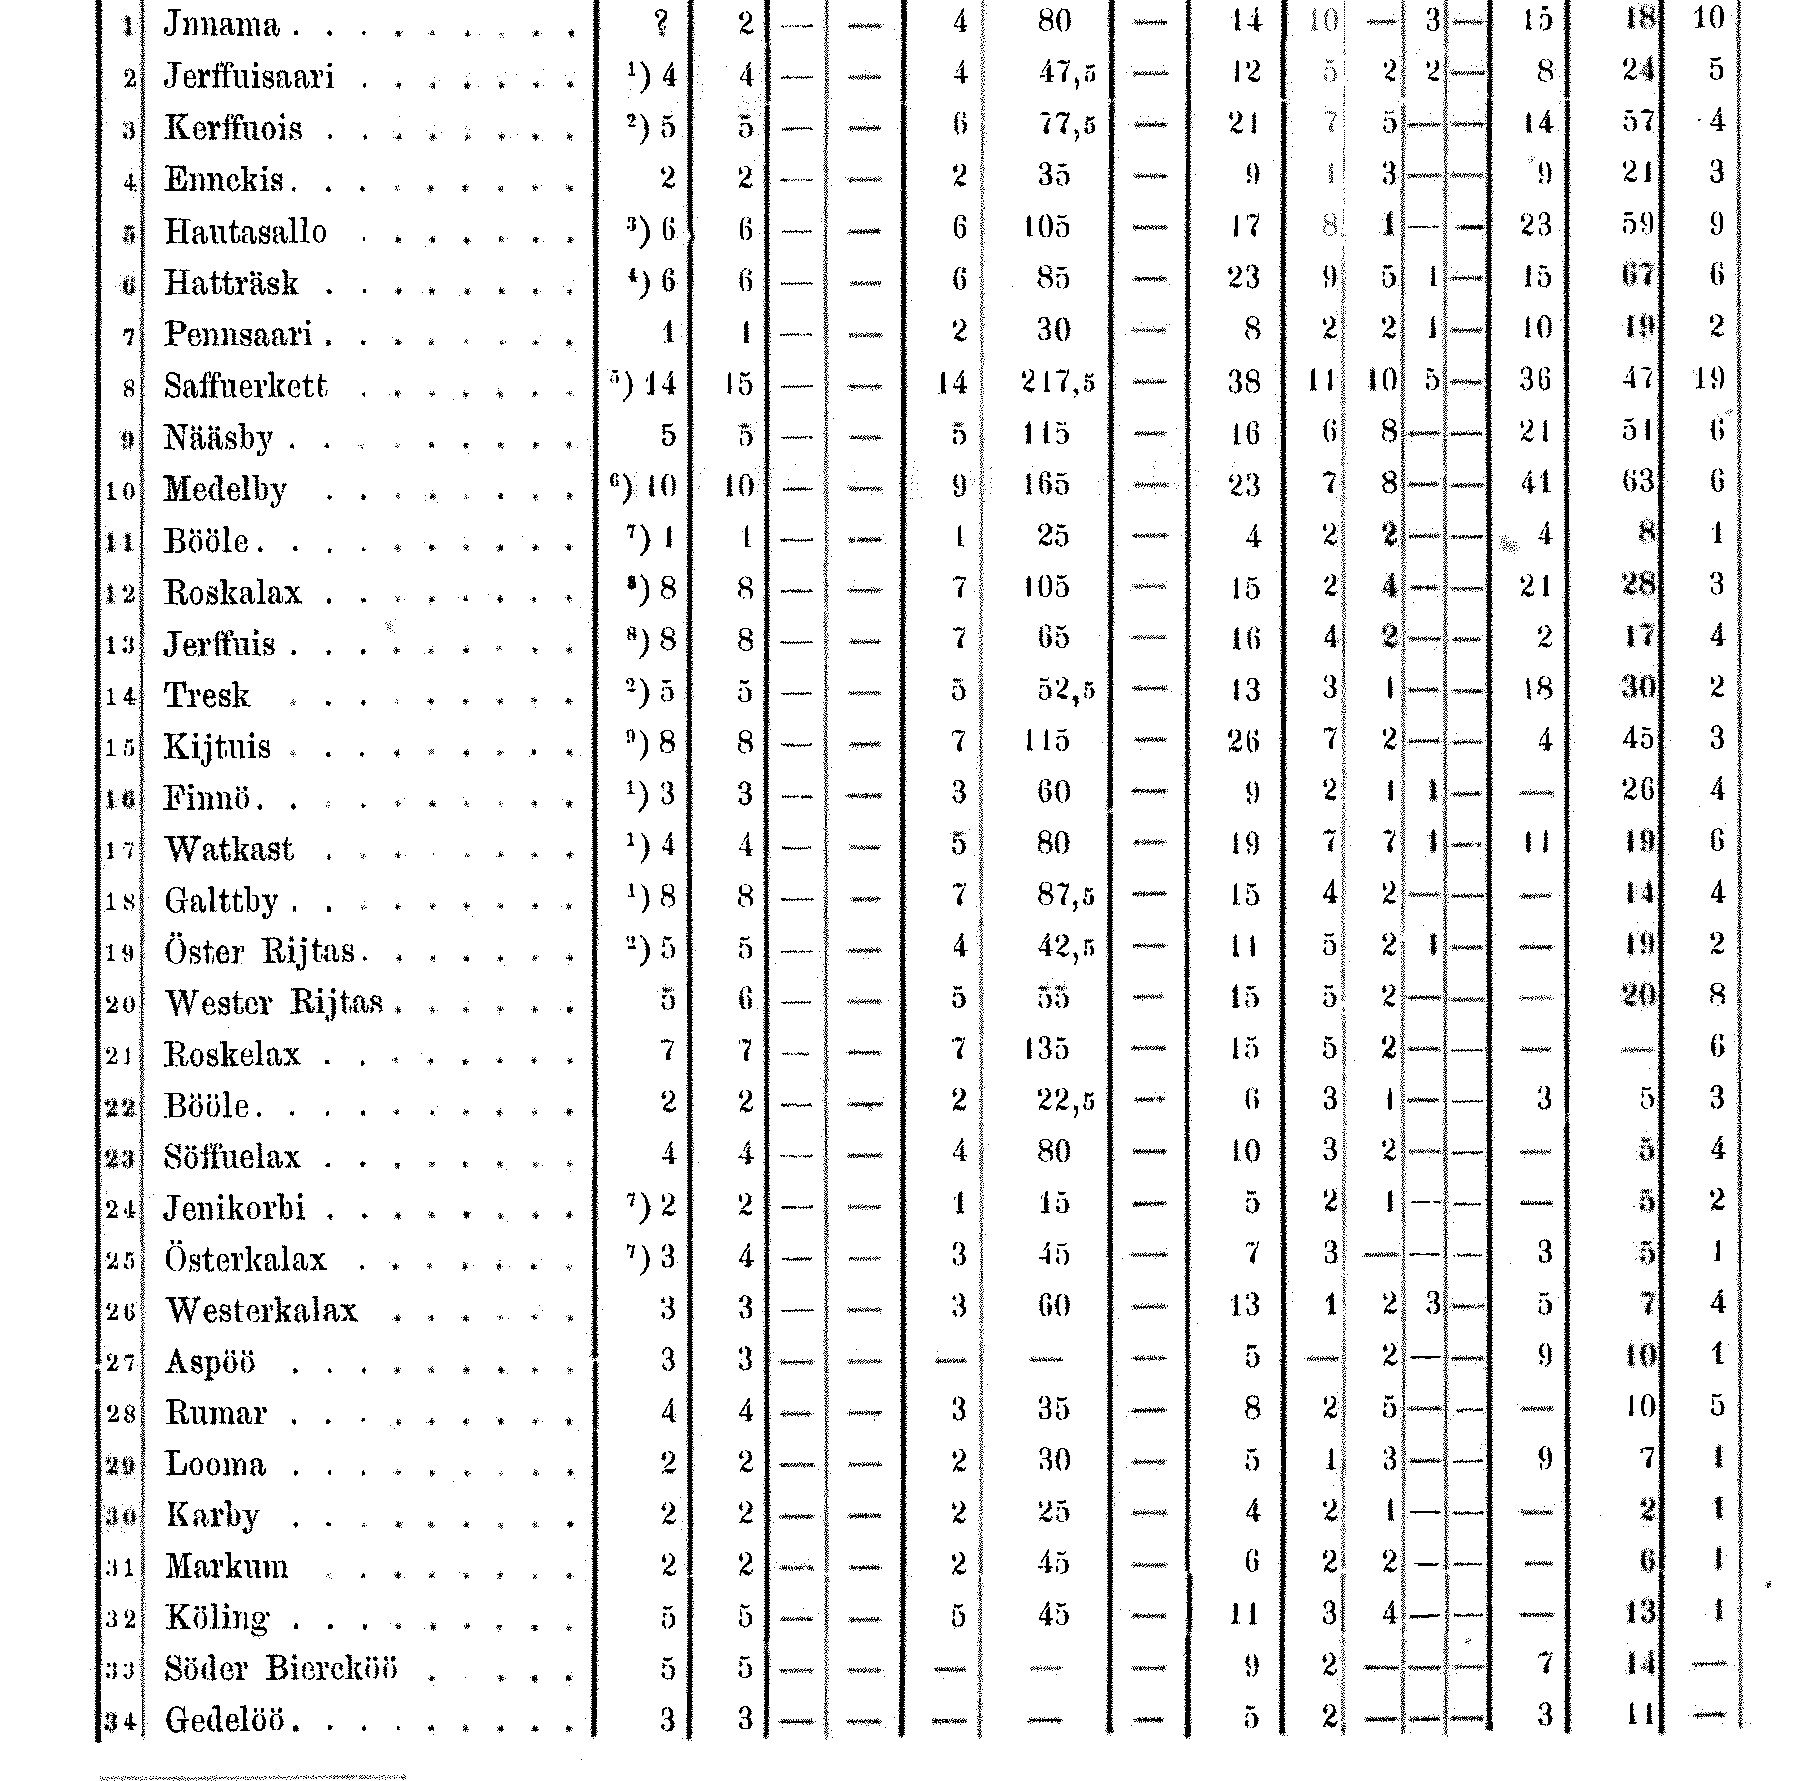 1 Jnnama . . . . . . . . . ? 2 — — 4 80 — 14 10 — 3 — 15 18 10
2 Jerffuisaari . . . . . . . ¹) 4 4 — — 4 47,5 — 12 5 2 2 — 8 24 5
3 Kerffuois . . . . . . . . ²) 5 5 — — 6 77,5 — 21 7 5 — — 14 57 4
4 Ennekis. . . . . . . . . 2 2 — — 2 35 — 9 1 3 — — 9 21 3
5 Hautasallo . . . . . . . ³) 6 6 — — 6 105 — 17 8 1 — — 23 59 9
6 Hatträsk . . . . . . . . ⁴) 6 6 — — 6 85 — 23 9 5 1 — 15 67 6
7 Pennsaari . . . . . . . . 1 1 — — 2 30 — 8 2 2 1 — 10 19 2
8 Saffuerkett . . . . . . . ⁵) 14 15 — — 14 217,5 — 38 11 10 5 — 36 47 19
9 Nääsby . . . . . . . . . 5 5 — — 5 115 — 16 6 8 — — 21 51 6
10 Medelby . . . . . . . . ⁶) 10 10 — — 9 165 — 23 7 8 — — 41 63 6
11 Bööle. . . . . . . . . . ⁷) 1 1 — — 1 25 — 4 2 2 — — 4 8 1
12 Roskalax . . . . . . . . ⁸) 8 8 — — 7 105 — 15 2 4 — — 21 28 3
13 Jerffuis . . . . . . . . . ⁸) 8 8 — — 7 65 — 16 4 2 — — 2 17 4
14 Tresk . . . . . . . . . ²) 5 5 — — 5 52,5 — 13 3 1 — — 18 30 2
15 Kijtuis . . . . . . . . . ⁹) 8 8 — — 7 115 — 26 7 2 — — 4 45 3
16 Finnö. . . . . . . . . . ¹) 3 3 — — 3 60 — 9 2 1 1 — — 26 4
17 Watkast . . . . . . . . ¹) 4 4 — — 5 80 — 19 7 7 1 — 11 19 6
18 Galttby . . . . . . . . . ¹) 8 8 — — 7 87,5 — 15 4 2 — — — 14 4
19 Öster Rijtas. . . . . . . ²) 5 5 — — 4 42,5 — 11 5 2 1 — — 19 2
20 Wester Rijtas . . . . . . 5 6 — — 5 55 — 15 5 2 — — — 20 8
21 Roskelax . . . . . . . . 7 7 — — 7 135 — 15 5 2 — — — — 6
22 Bööle. . . . . . . . . . 2 2 — — 2 22,5 — 6 3 1 — — 3 5 3
23 Söffuelax . . . . . . . . 4 4 — — 4 80 — 10 3 2 — — — 5 4
24 Jenikorbi . . . . . . . . ⁷) 2 2 — — 1 15 — 5 2 1 — — — 5 2
25 Österkalax . . . . . . . ⁷) 3 4 — — 3 45 — 7 3 — — — 3 5 1
26 Westerkalax . . . . . . 3 3 — — 3 60 — 13 1 2 3 — 5 7 4
27 Aspöö . . . . . . . . . 3 3 — — — — — 5 — 2 — — 9 10 1
28 Rumar . . . . . . . . . 4 4 — — 3 35 — 8 2 5 — — — 10 5
29 Looma . . . . . . . . . 2 2 — — 2 30 — 5 1 3 — — 9 7 1
30 Karby . . . . . . . . . 2 2 — — 2 25 — 4 2 1 — — — 2 1
31 Markum . . . . . . . . 2 2 — — 2 45 — 6 2 2 — — — 6 1
32 Köling . . . . . . . . . 5 5 — — 5 45 — 11 3 4 — — — 13 1
33 Söder Biercköö . . . . 5 5 — — — — — 9 2 — — — 7 14 —
34 Gedelöö. . . . . . . . . 3 3 — — — — — 5 2 — — — 3 11 —